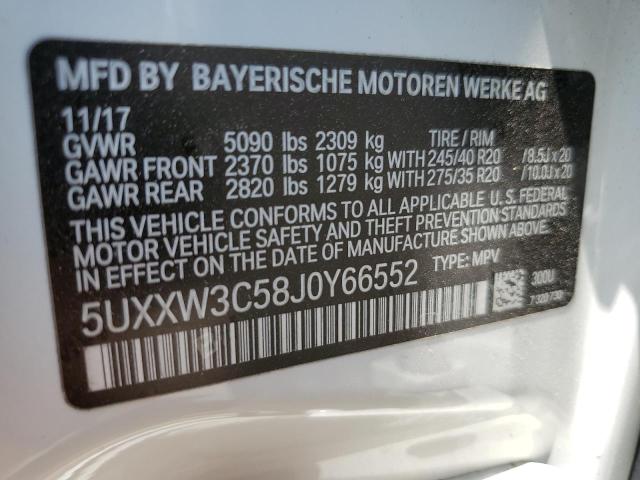 MFD BY BAYERISCHE MOTOREN WERKE AG
11/17
GVWR 5090 lbs 2309 kg TIRE / RIM
GAWR FRONT 2370 lbs 1075 kg WITH 245/40 R20 /8.5J x 20
GAWR REAR 2820 lbs 1279 kg WITH 275/35 R20 /10.0J x 20
THIS VEHICLE CONFORMS TO ALL APPLICABLE U. S. FEDERAL
MOTOR VEHICLE SAFETY AND THEFT PREVENTION STANDARDS
IN EFFECT ON THE DATE OF MANUFACTURE SHOWN ABOVE.
5UXXW3C58J0Y66552 TYPE: MPV
300U